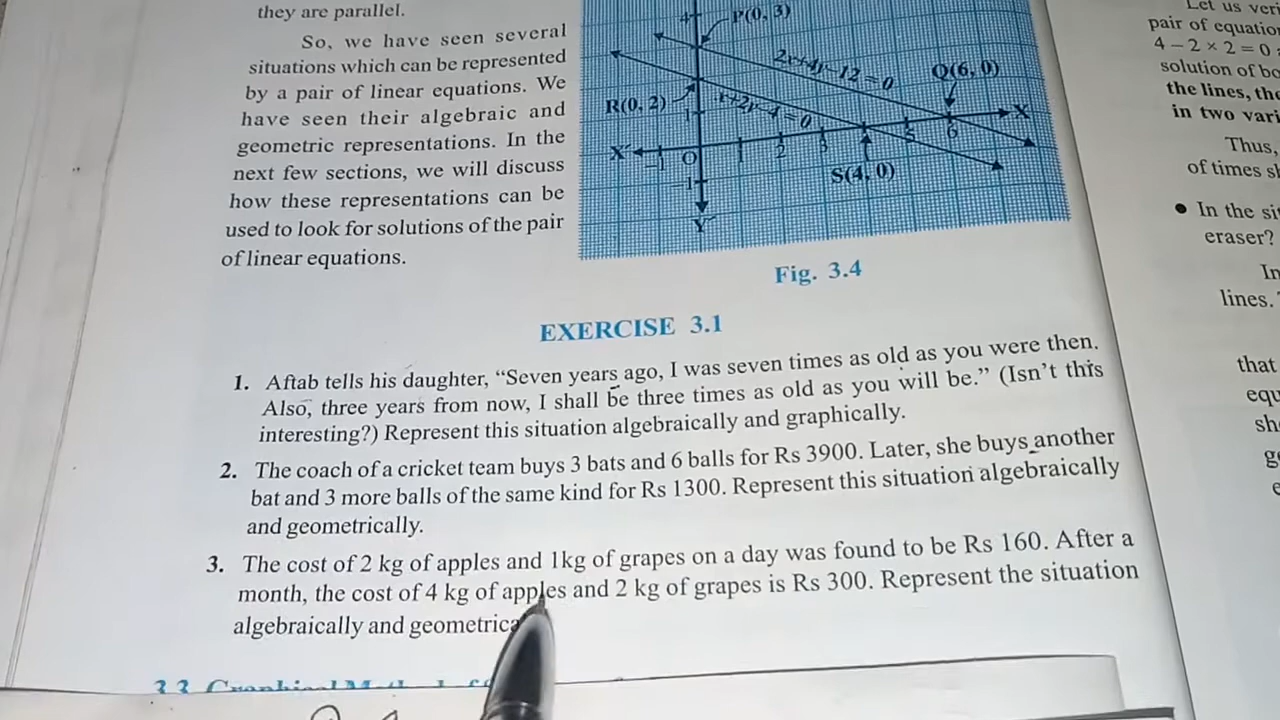 they are parallel.
So, we have seen several
situations which can be represented
by a pair of linear equations. We
have seen their algebraic and
geometric representations. In the
next few sections, we will discuss
how these representations can be
used to look for solutions of the pair
of linear equations.
4
P(0, 3)
2x+4y–12=0
Q(6, 0)
R(0, 2)
x+2y–4=0
1
X
X′
–1
O
1
2
3
5
6
S(4, 0)
–1
Y′
Fig. 3.4
EXERCISE 3.1
1. Aftab tells his daughter, “Seven years ago, I was seven times as old as you were then.
Also, three years from now, I shall be three times as old as you will be.” (Isn’t this
interesting?) Represent this situation algebraically and graphically.
2. The coach of a cricket team buys 3 bats and 6 balls for Rs 3900. Later, she buys another
bat and 3 more balls of the same kind for Rs 1300. Represent this situation algebraically
and geometrically.
3. The cost of 2 kg of apples and 1kg of grapes on a day was found to be Rs 160. After a
month, the cost of 4 kg of apples and 2 kg of grapes is Rs 300. Represent the situation
algebraically and
Let us
pair of
4 – 2 × 2 = 0
solution of
the lines,
in two
Thus,
of times
• In the
eraser?
In
lines.
that